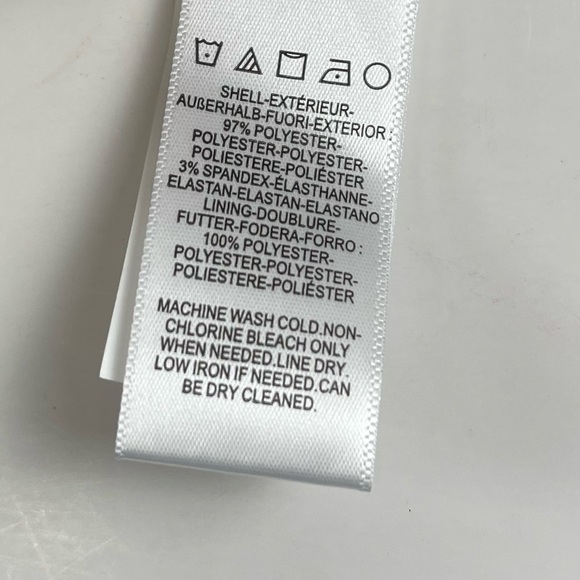 SHELL-EXTÉRIEUR-
AUßERHALB-FUORI-EXTERIOR :
97% POLYESTER-
POLYESTER-POLYESTER-
POLIESTERE-POLIÉSTER
3% SPANDEX-ÉLASTHANNE-
ELASTAN-ELASTAN-ELASTANO
LINING-DOUBLURE-
FUTTER-FODERA-FORRO :
100% POLYESTER-
POLYESTER-POLYESTER-
POLIESTERE-POLIÉSTER
MACHINE WASH COLD.NON-
CHLORINE BLEACH ONLY
WHEN NEEDED.LINE DRY.
LOW IRON IF NEEDED.CAN
BE DRY CLEANED.